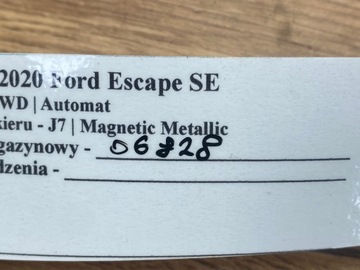 2020 Ford Escape SE
WD | Automat
kieru - J7 | Magnetic Metallic
gazynowy - 06828
dzenia -